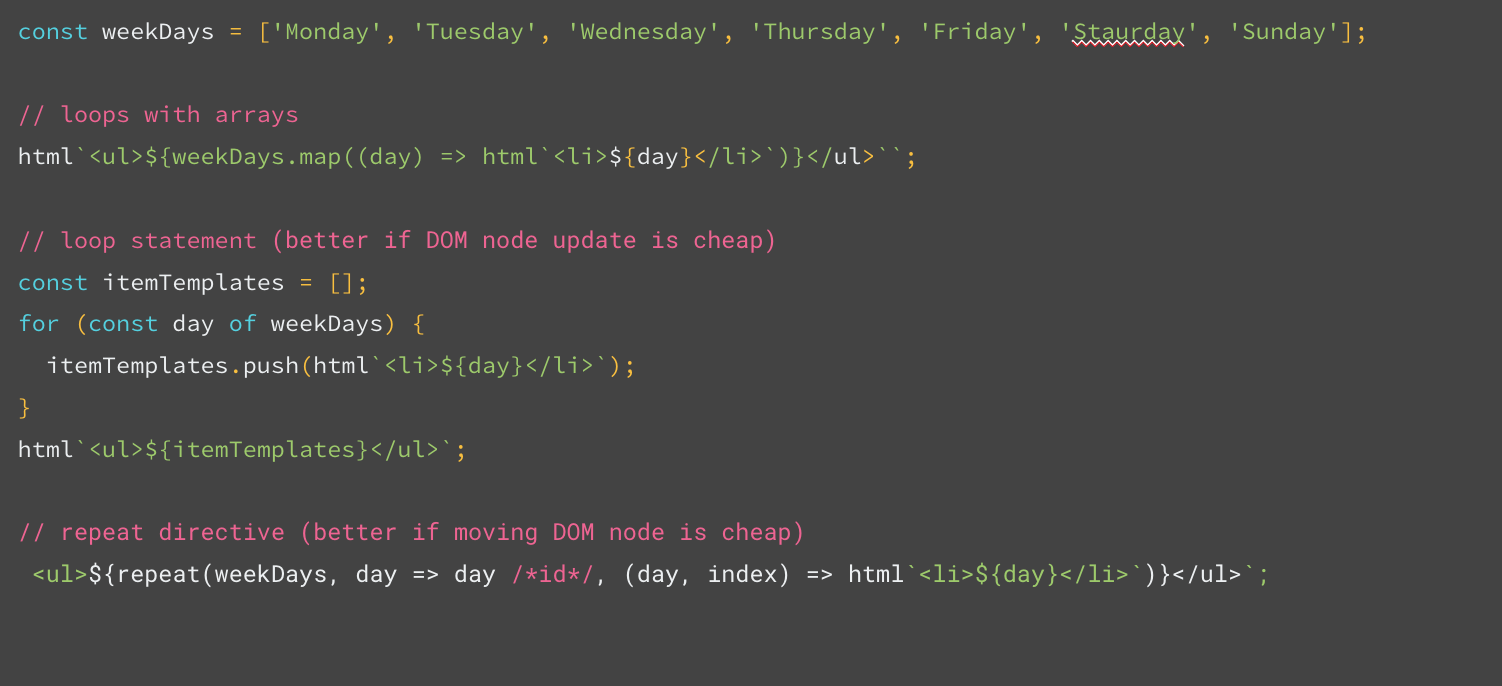 const weekDays = ['Monday', 'Tuesday', 'Wednesday', 'Thursday', 'Friday', 'Staurday', 'Sunday'];
// loops with arrays
html`<ul>${weekDays.map((day) => html`<li>${day}</li>`)}</ul>``;
// loop statement (better if DOM node update is cheap)
const itemTemplates = [];
for (const day of weekDays) {
  itemTemplates.push(html`<li>${day}</li>`);
}
html`<ul>${itemTemplates}</ul>`;
// repeat directive (better if moving DOM node is cheap)
 <ul>${repeat(weekDays, day => day /*id*/, (day, index) => html`<li>${day}</li>`)}</ul>`;